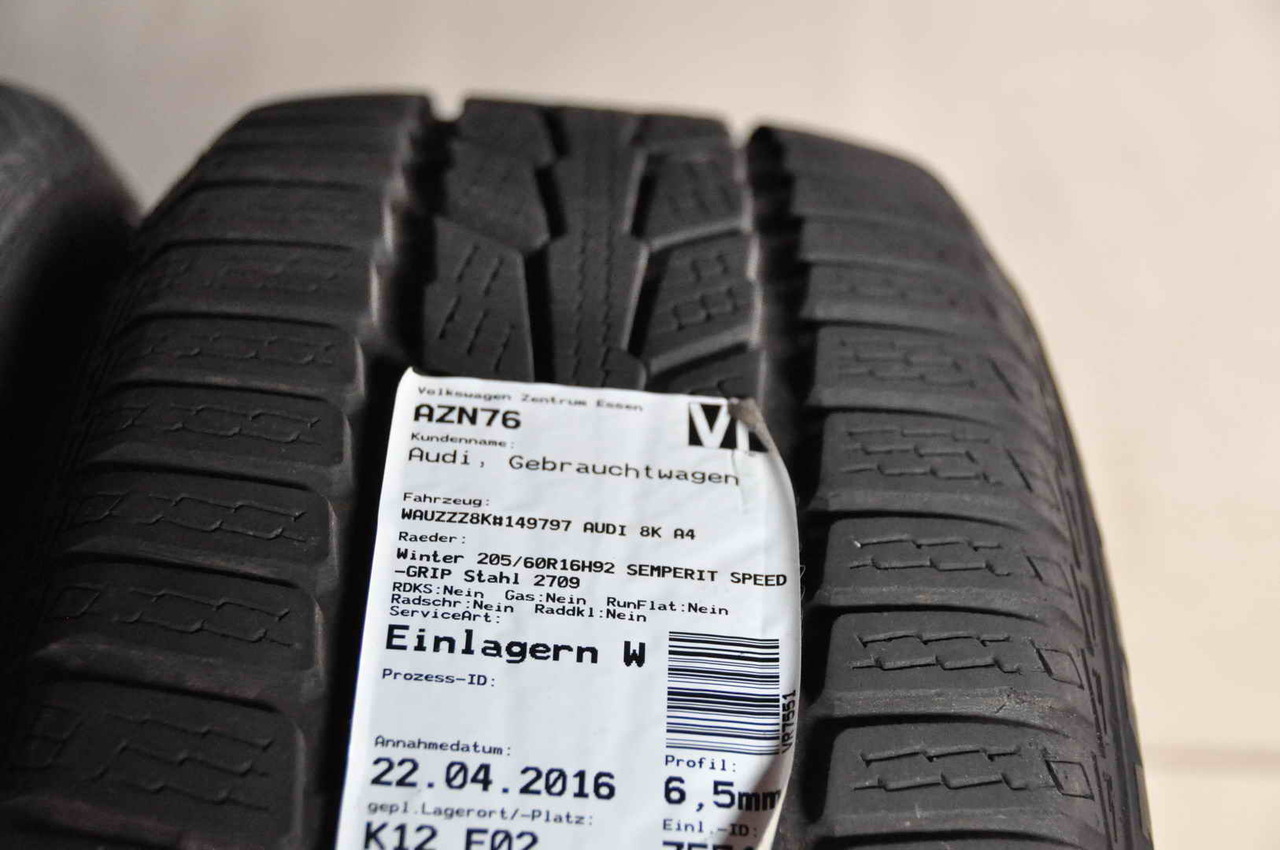 Volkswagen Zentrum Essen
AZN76
Kundenname:
Audi, Gebrauchtwagen
Fahrzeug:
WAUZZZ8K#149797 AUDI 8K A4
Raeder:
Winter 205/60R16H92 SEMPERIT SPEED
-GRIP Stahl 2709
RDKS:Nein Gas:Nein RunFlat:Nein
Radschr:Nein Raddkl:Nein
ServiceArt:
Einlagern W
Prozess-ID:
VR7551
Annahmedatum:
22.04.2016
Profil:
6,5mm
gepl.Lagerort/-Platz:
K12 E02
Einl.-ID: